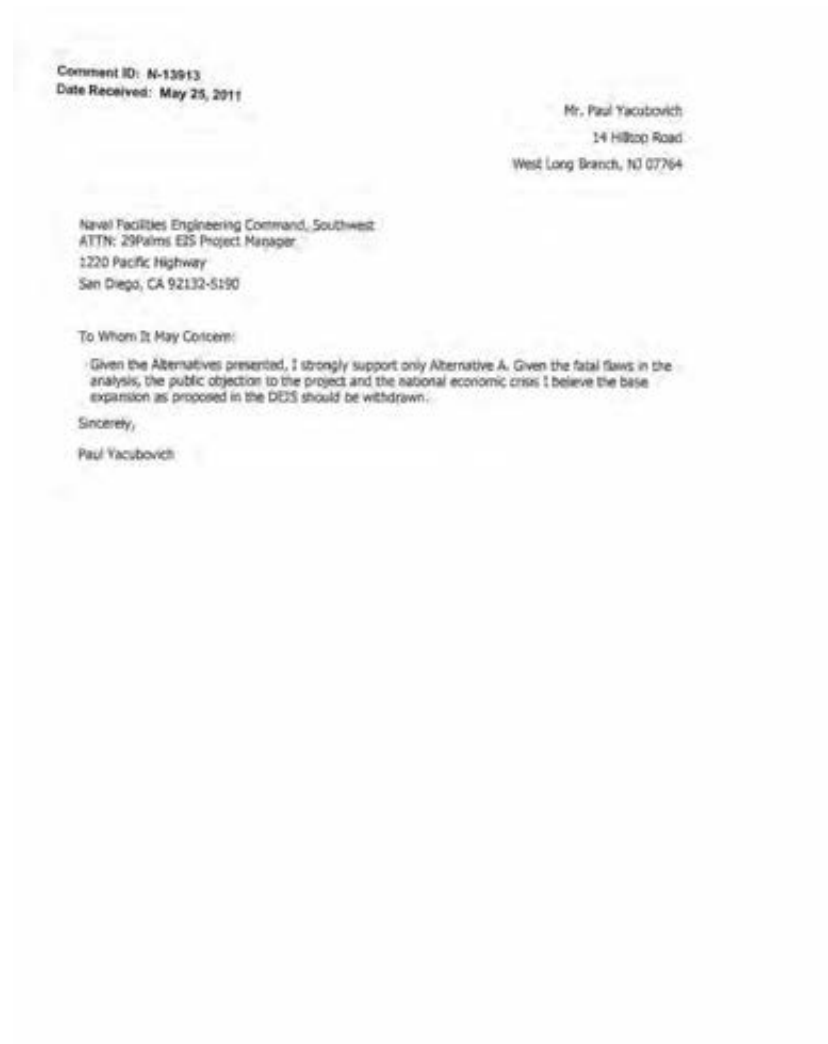 Comment ID: N-13913
Date Received: May 25, 2011
Mr. Paul Yacubovich
14 Hilltop Road
West Long Branch, NJ 07764
Naval Facilities Engineering Command, Southwest
ATTN: 29Palms EIS Project Manager
1220 Pacific Highway
San Diego, CA 92132-5190
To Whom It May Concern:
Given the Alternatives presented, I strongly support only Alternative A. Given the fatal flaws in the
analysis, the public objection to the project and the national economic crisis I believe the base
expansion as proposed in the DEIS should be withdrawn.
Sincerely,
Paul Yacubovich